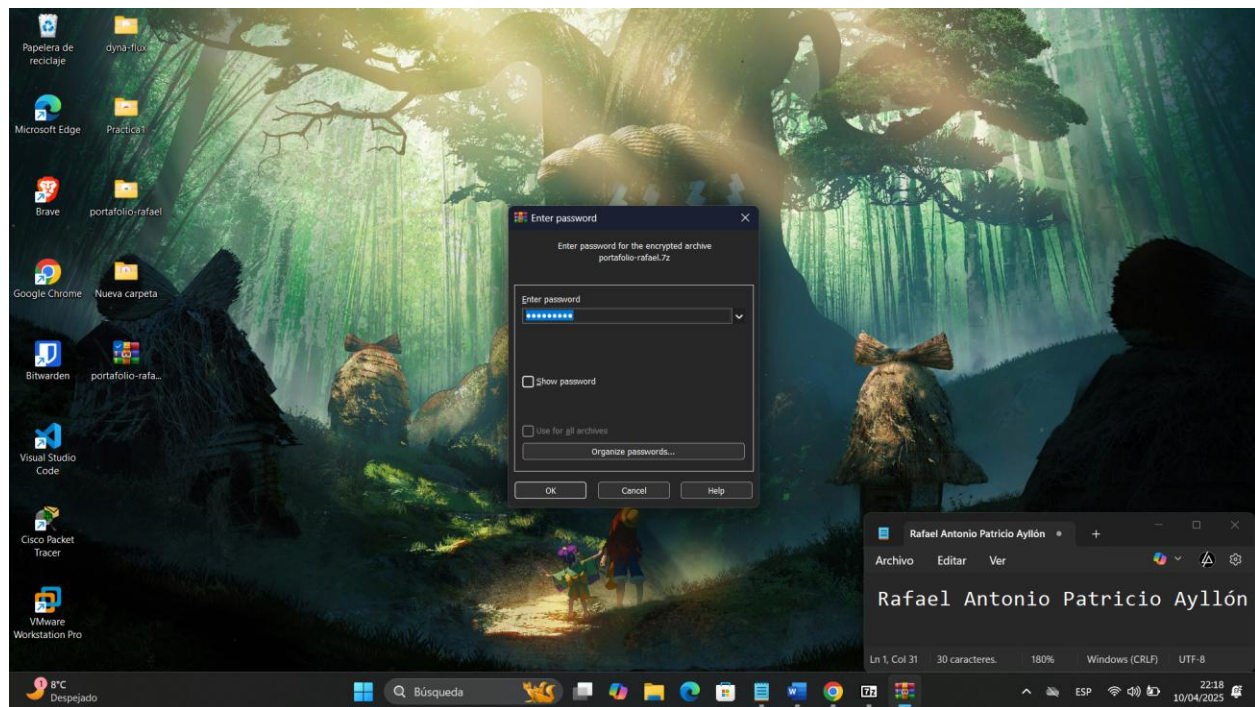 Papelera de
reciclaje
dyna-flux
Microsoft Edge
Practica1
Brave
portafolio-rafael
Google Chrome
Nueva carpeta
Bitwarden
portafolio-rafa...
Visual Studio
Code
Cisco Packet
Tracer
VMware
Workstation Pro
Enter password
Enter password for the encrypted archive
portafolio-rafael.7z
Enter password
•••••••••
Show password
Use for all archives
Organize passwords...
OK
Cancel
Help
Rafael Antonio Patricio Ayllón
Archivo Editar Ver
Rafael Antonio Patricio Ayllón
Ln 1, Col 31 30 caracteres. 180% Windows (CRLF) UTF-8
1
8°C
Despejado
Búsqueda
7z
ESP
22:18
10/04/2025